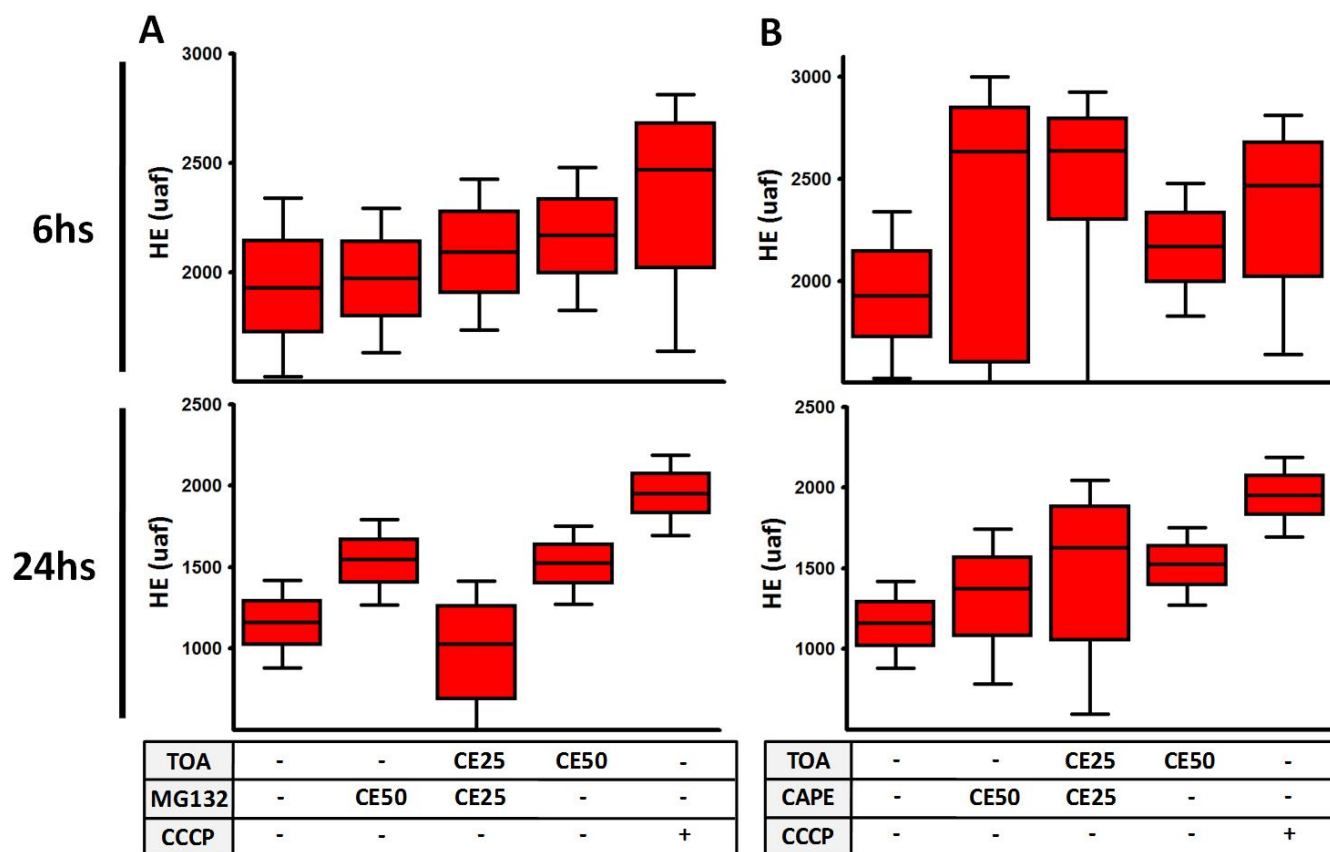 A
B
6hs
HE (uaf)
3000
2500
2000
HE (uaf)
3000
2500
2000
24hs
HE (uaf)
2500
2000
1500
1000
HE (uaf)
2500
2000
1500
1000
TOA - - CE25 CE50 -
MG132 - CE50 CE25 - -
CCCP - - - - +
TOA - - CE25 CE50 -
CAPE - CE50 CE25 - -
CCCP - - - - +